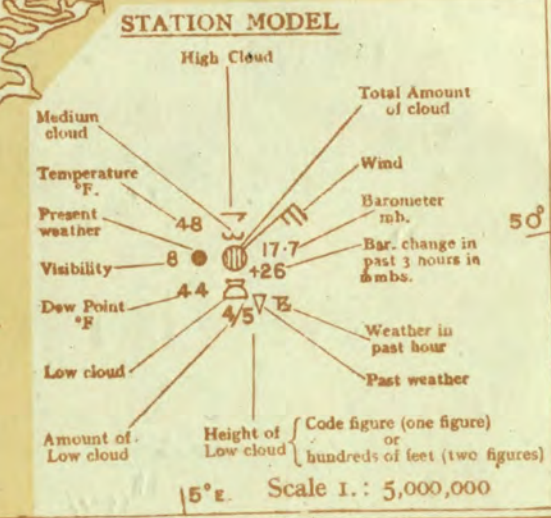 STATION MODEL
High Cloud
Total Amount
of cloud
Medium
cloud
Wind
Temperature
°F.
Barometer
mb.
Present
weather
48
50°
17·7
Bar. change in
past 3 hours in
mbs.
Visibility
8
+26
44
Dew Point
°F
4/5
Weather in
past hour
Low cloud
Past weather
Amount of
Low cloud
Height of
Low cloud
Code figure (one figure)
or
hundreds of feet (two figures)
5°E.
Scale 1.: 5,000,000